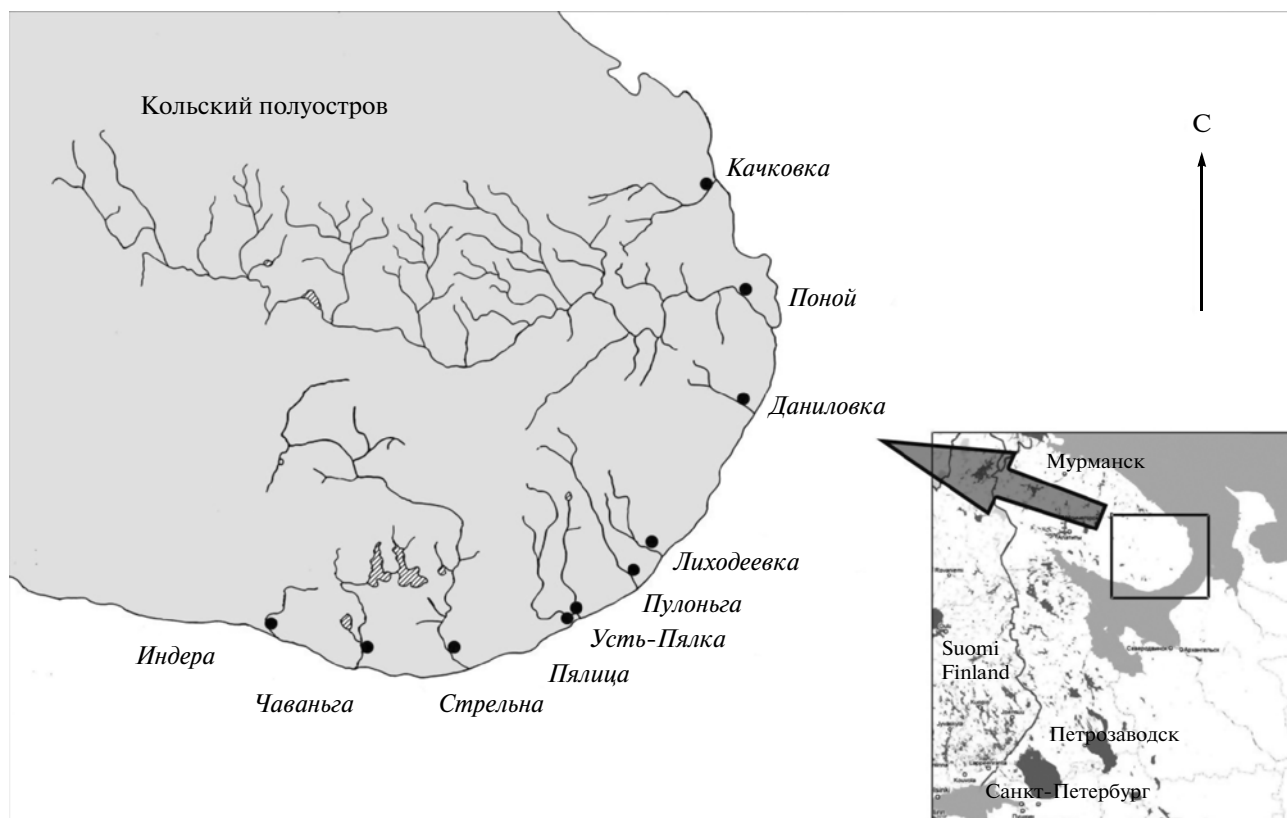 Кольский полуостров
С
Качковка
Поной
Даниловка
Лиходеевка
Пулоньга
Усть-Пялка
Пялица
Индера
Чаваньга
Стрельна
Мурманск
Suomi
Finland
Петрозаводск
Санкт-Петербург